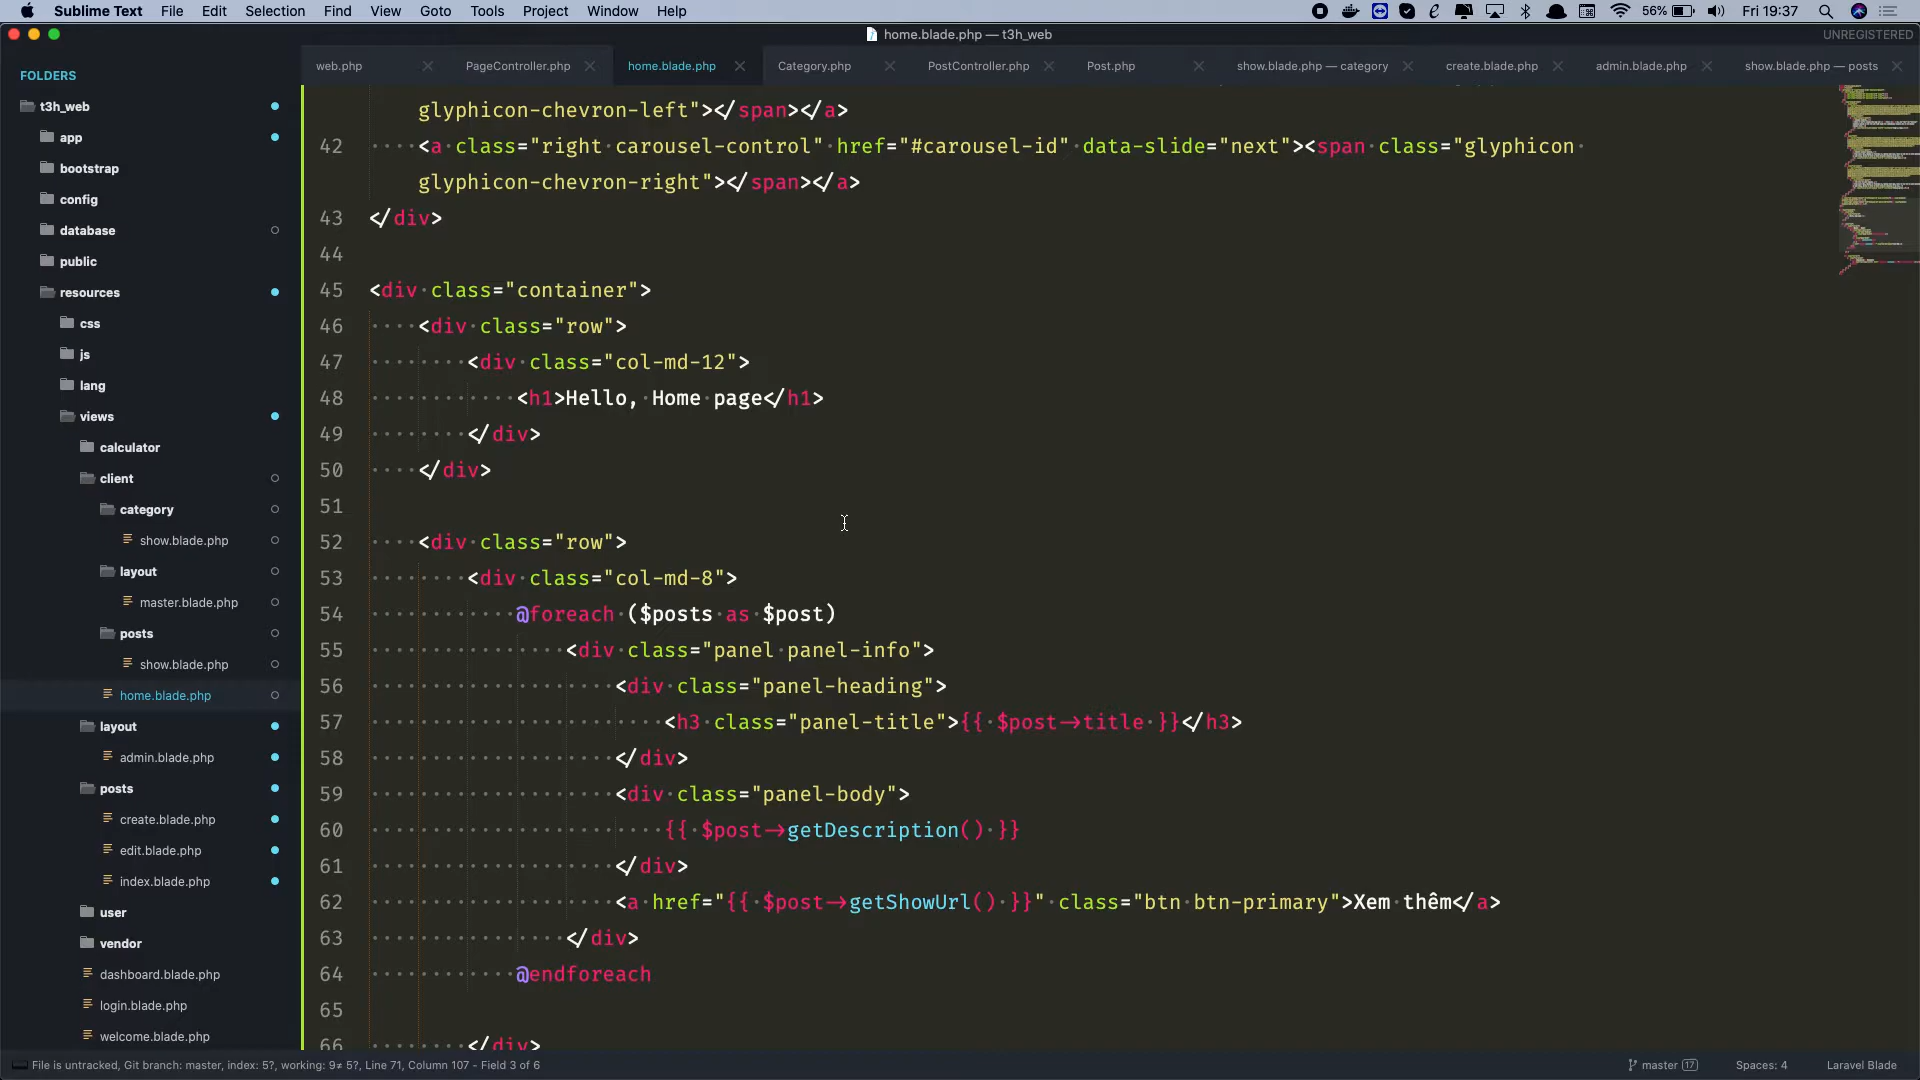 Sublime Text File Edit Selection Find View Goto Tools Project Window Help 56% Fri 19:37
home.blade.php — t3h_web UNREGISTERED
web.php PageController.php home.blade.php Category.php PostController.php Post.php show.blade.php — category create.blade.php admin.blade.php show.blade.php — posts
FOLDERS
t3h_web
app
bootstrap
config
database
public
resources
css
js
lang
views
calculator
client
category
show.blade.php
layout
master.blade.php
posts
show.blade.php
home.blade.php
layout
admin.blade.php
posts
create.blade.php
edit.blade.php
index.blade.php
user
vendor
dashboard.blade.php
login.blade.php
welcome.blade.php
glyphicon-chevron-left"></span></a>
42 <a class="right carousel-control" href="#carousel-id" data-slide="next"><span class="glyphicon
glyphicon-chevron-right"></span></a>
43 </div>
44
45 <div class="container">
46 <div class="row">
47 <div class="col-md-12">
48 <h1>Hello, Home page</h1>
49 </div>
50 </div>
51
52 <div class="row">
53 <div class="col-md-8">
54 @foreach ($posts as $post)
55 <div class="panel panel-info">
56 <div class="panel-heading">
57 <h3 class="panel-title">{{ $post->title }}</h3>
58 </div>
59 <div class="panel-body">
60 {{ $post->getDescription() }}
61 </div>
62 <a href="{{ $post->getShowUrl() }}" class="btn btn-primary">Xem thêm</a>
63 </div>
64 @endforeach
65
66 </div>
File is untracked, Git branch: master, index: 5?, working: 9≠ 5?, Line 71, Column 107 - Field 3 of 6 master 17 Spaces: 4 Laravel Blade